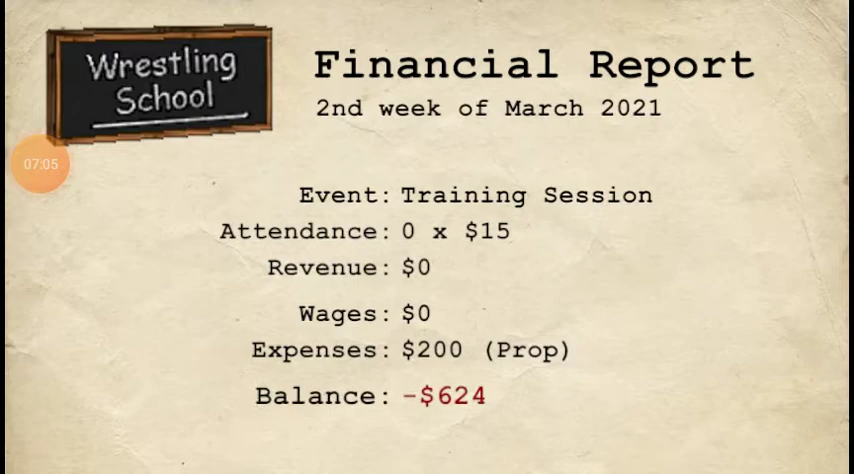 Wrestling
School
Financial Report
2nd week of March 2021
07:05
Event: Training Session
Attendance: 0 x $15
Revenue: $0
Wages: $0
Expenses: $200 (Prop)
Balance: -$624